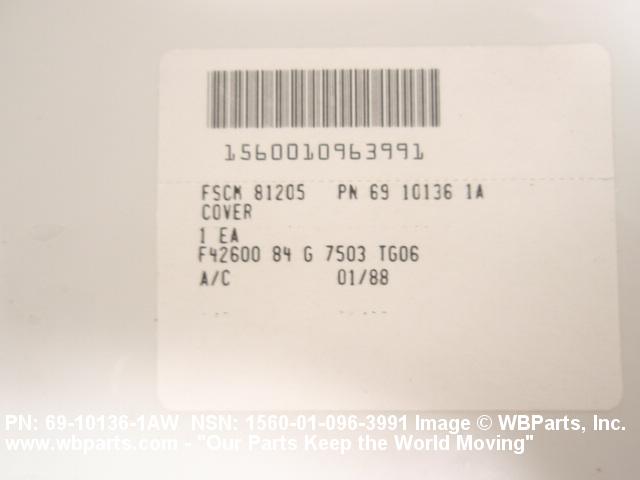 1560010963991
FSCM 81205 PN 69 10136 1A
COVER
1 EA
F42600 84 G 7503 TG06
A/C 01/88
PN: 69-10136-1AW NSN: 1560-01-096-3991 Image © WBParts, Inc.
www.wbparts.com - "Our Parts Keep the World Moving"